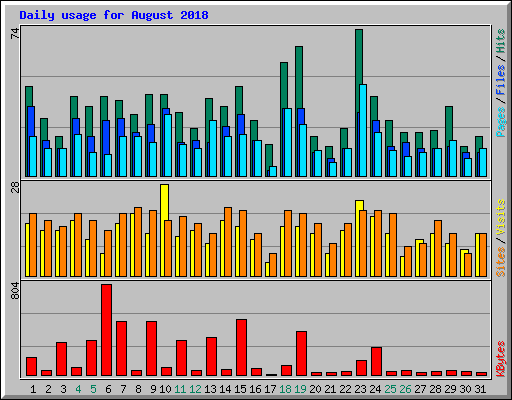 Daily usage for August 2018
74
Pages / Files / Hits
28
Sites / Visits
804
KBytes
1 2 3 4 5 6 7 8 9 10 11 12 13 14 15 16 17 18 19 20 21 22 23 24 25 26 27 28 29 30 31